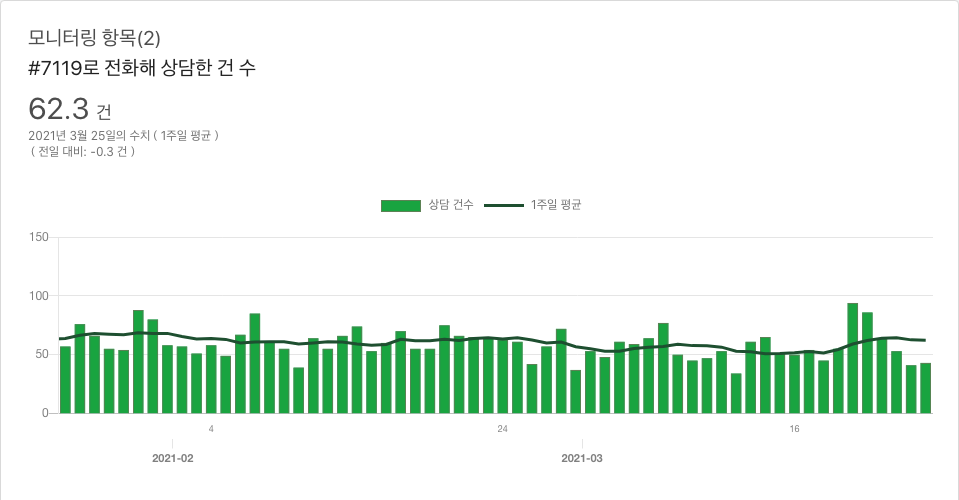 모니터링 항목(2)
#7119로 전화해 상담한 건 수
62.3 건
2021년 3월 25일의 수치 ( 1주일 평균 )
( 전일 대비: -0.3 건 )
상담 건수 1주일 평균
150
100
50
0
4 24 16
2021-02 2021-03